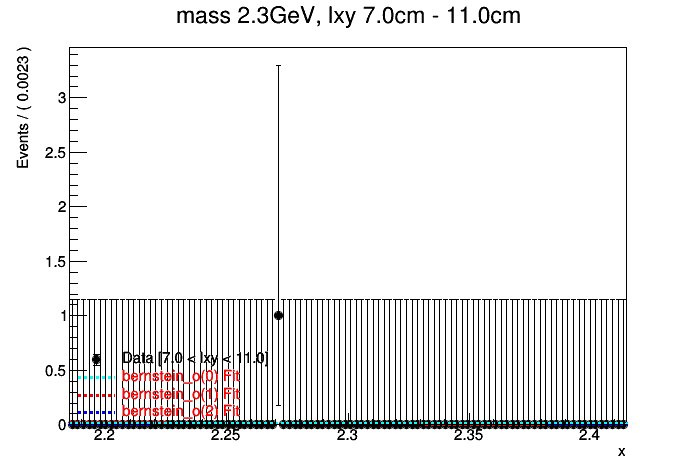 mass 2.3GeV, lxy 7.0cm - 11.0cm
Events / ( 0.0023 )
3
2.5
2
1.5
1
0.5
0
Data [7.0 < lxy < 11.0]
bernstein_o(0) Fit
bernstein_o(1) Fit
bernstein_o(2) Fit
2.2 2.25 2.3 2.35 2.4
x